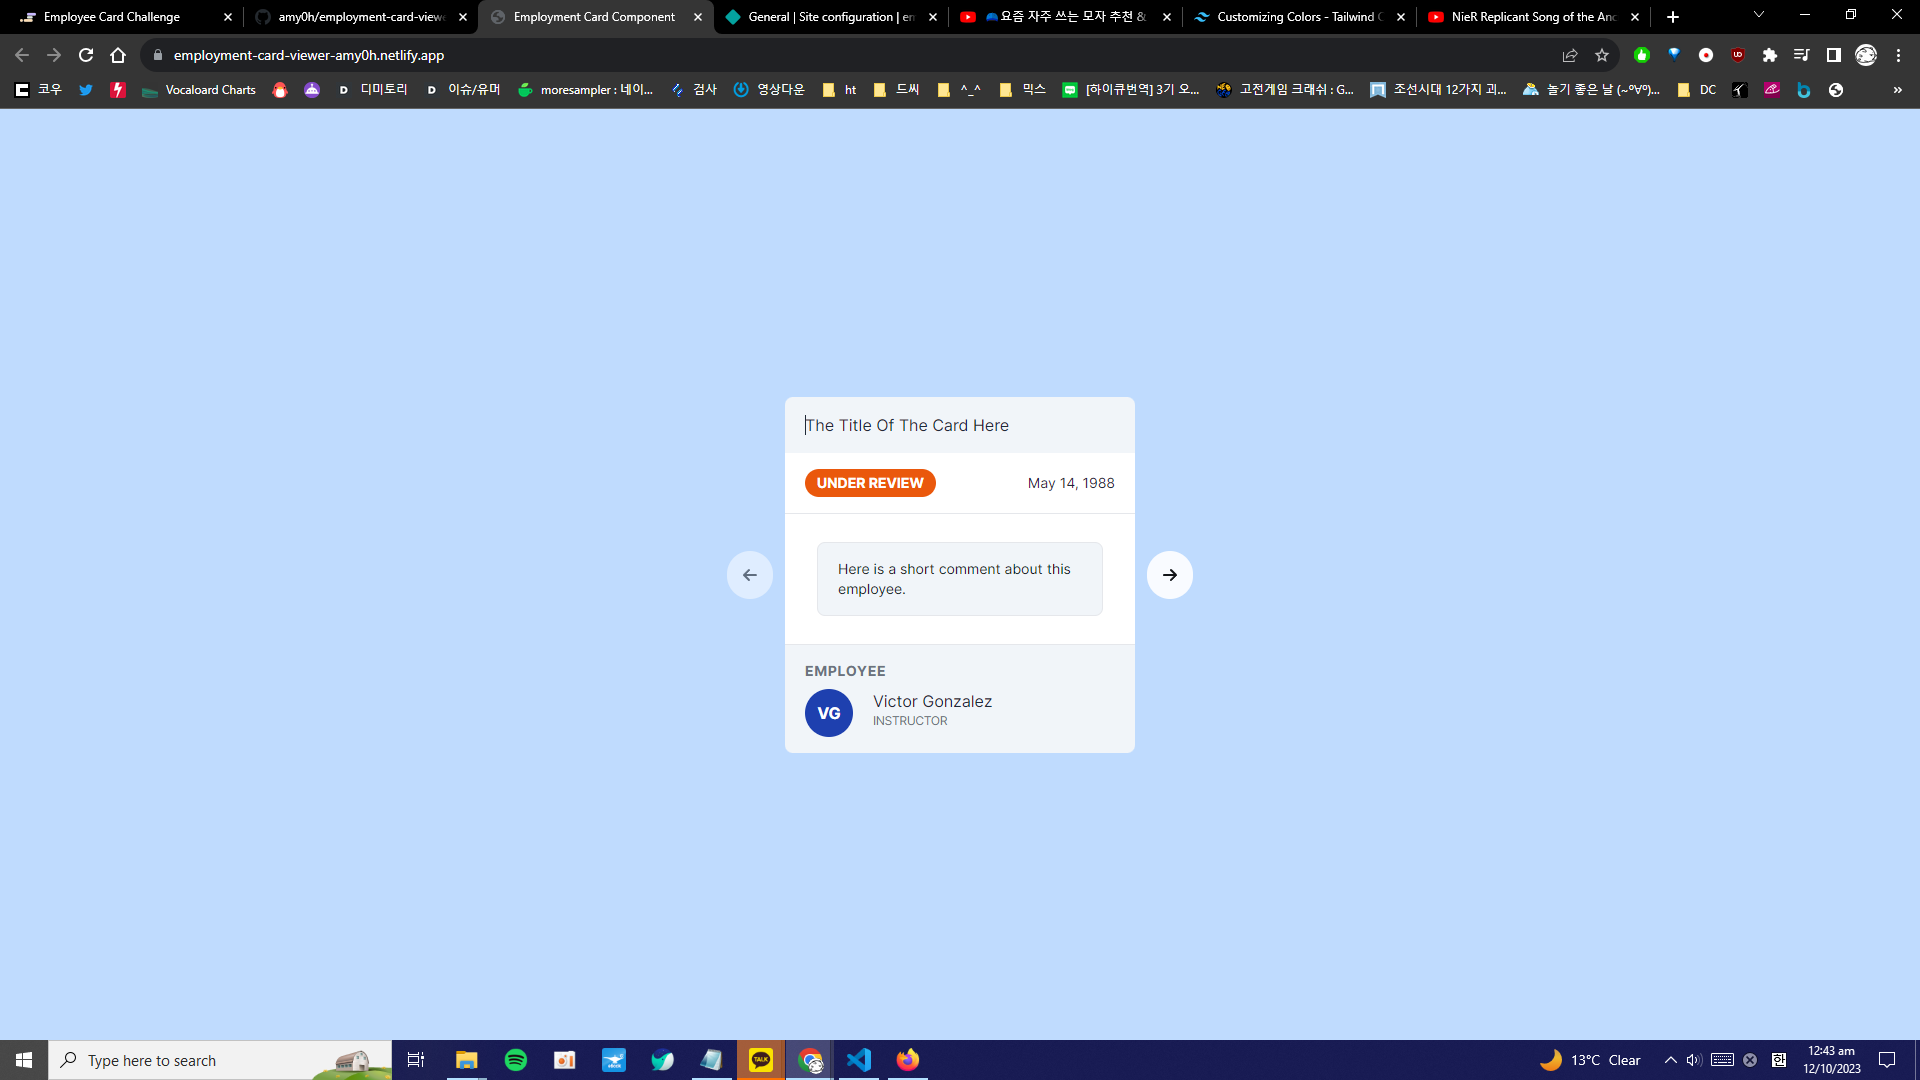 Employee Card Challenge
amy0h/employment-card-viewe
Employment Card Component
General | Site configuration | en
요즘 자주 쓰는 모자 추천 &
Customizing Colors - Tailwind C
NieR Replicant Song of the Anc
employment-card-viewer-amy0h.netlify.app
코우
Vocaloard Charts
디미토리
이슈/유머
moresampler : 네이...
검사
영상다운
ht
드씨
^_^
믹스
[하이큐번역] 3기 오...
고전게임 크래쉬 : G...
조선시대 12가지 괴...
놀기 좋은 날 (~º∀º)...
DC
»
The Title Of The Card Here
UNDER REVIEW
May 14, 1988
Here is a short comment about this
employee.
EMPLOYEE
VG
Victor Gonzalez
INSTRUCTOR
Type here to search
TALK
13°C Clear
12:43 am
12/10/2023